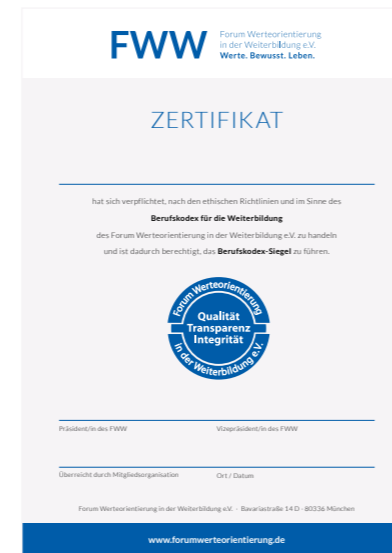 FWW
Forum Werteorientierung
in der Weiterbildung e.V.
Werte. Bewusst. Leben.
ZERTIFIKAT
hat sich verpflichtet, nach den ethischen Richtlinien und im Sinne des
Berufskodex für die Weiterbildung
des Forum Werteorientierung in der Weiterbildung e.V. zu handeln
und ist dadurch berechtigt, das Berufskodex-Siegel zu führen.
Forum Werteorientierung
Qualität
Transparenz
Integrität
in der Weiterbildung e.V.
Präsident/in des FWW
Vizepräsident/in des FWW
Überreicht durch Mitgliedsorganisation
Ort / Datum
Forum Werteorientierung in der Weiterbildung e.V. · Bavariastraße 14 D - 80336 München
www.forumwerteorientierung.de